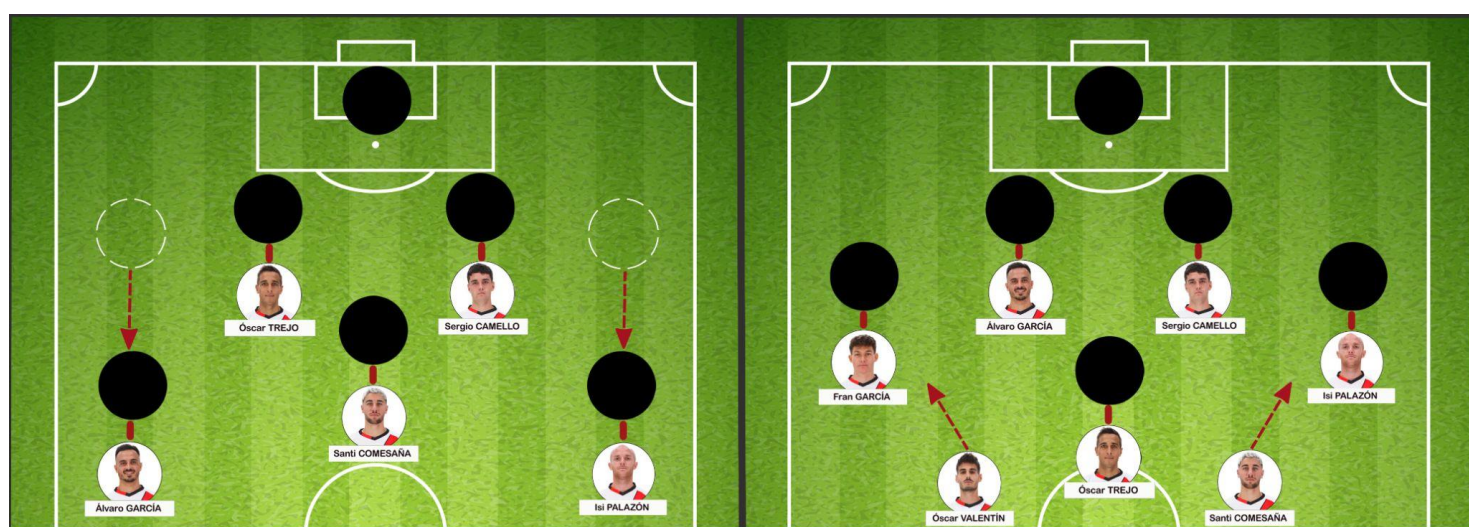 Óscar TREJO
Sergio CAMELLO
Santi COMESAÑA
Álvaro GARCÍA
Isi PALAZÓN
Álvaro GARCÍA
Sergio CAMELLO
Fran GARCÍA
Isi PALAZÓN
Óscar TREJO
Óscar VALENTÍN
Santi COMESAÑA